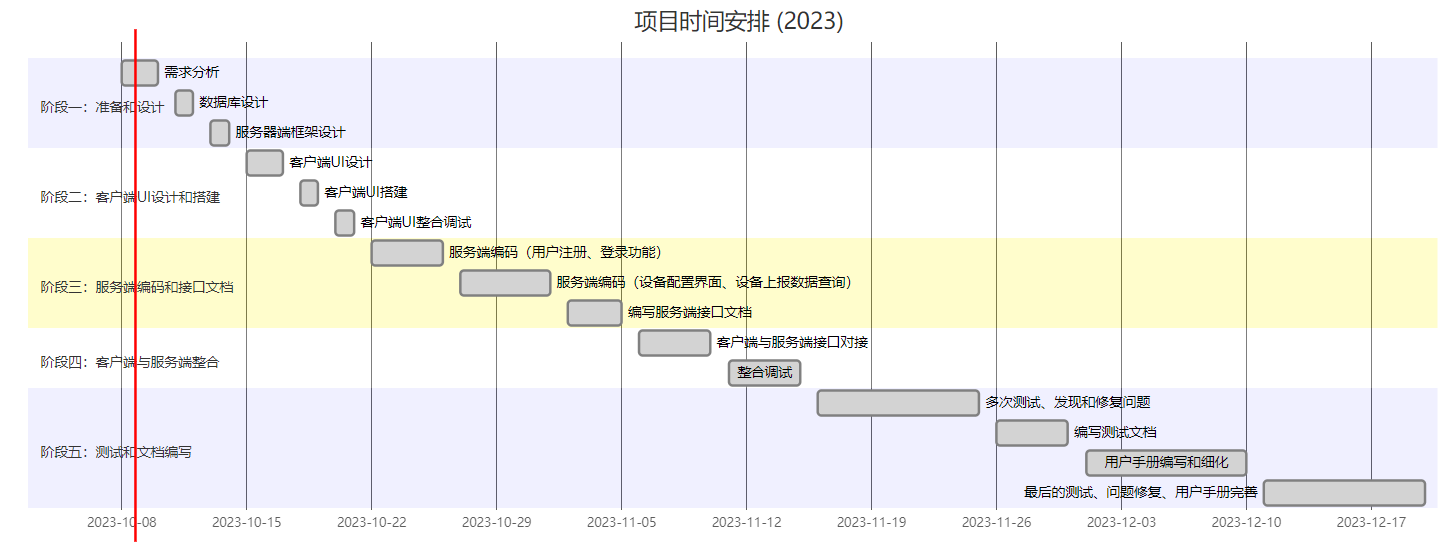 项目时间安排 (2023)
需求分析
数据库设计
阶段一：准备和设计
服务器端框架设计
客户端UI设计
客户端UI搭建
阶段二：客户端UI设计和搭建
客户端UI整合调试
服务端编码（用户注册、登录功能）
服务端编码（设备配置界面、设备上报数据查询）
阶段三：服务端编码和接口文档
编写服务端接口文档
客户端与服务端接口对接
阶段四：客户端与服务端整合
整合调试
多次测试、发现和修复问题
编写测试文档
阶段五：测试和文档编写
用户手册编写和细化
最后的测试、问题修复、用户手册完善
2023-10-08 2023-10-15 2023-10-22 2023-10-29 2023-11-05 2023-11-12 2023-11-19 2023-11-26 2023-12-03 2023-12-10 2023-12-17